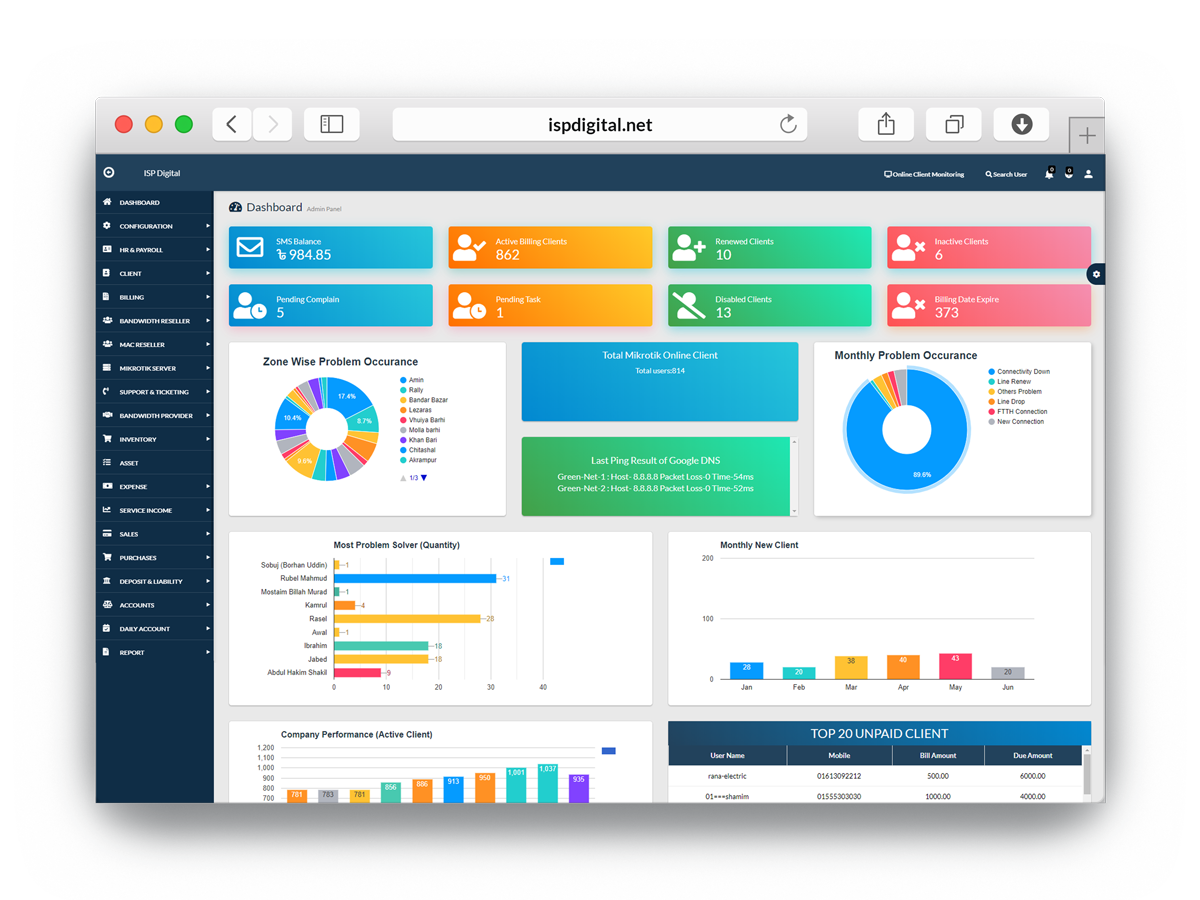 ispdigital.net
ISP Digital
Online Client Monitoring
Search User
0
0
DASHBOARD
CONFIGURATION
HR & PAYROLL
CLIENT
BILLING
BANDWIDTH RESELLER
MAC RESELLER
MIKROTIK SERVER
SUPPORT & TICKETING
BANDWIDTH PROVIDER
INVENTORY
ASSET
EXPENSE
SERVICE INCOME
SALES
PURCHASES
DEPOSIT & LIABILITY
ACCOUNTS
DAILY ACCOUNT
REPORT
Dashboard Admin Panel
SMS Balance
৳ 984.85
Active Billing Clients
862
Renewed Clients
10
Inactive Clients
6
Pending Complain
5
Pending Task
1
Disabled Clients
13
Billing Date Expire
373
Zone Wise Problem Occurance
17.4%
8.7%
9.8%
10.4%
Amin
Rally
Bandar Bazar
Lezaras
Vhuiya Barhi
Molla barhi
Khan Bari
Chitashal
Akrampur
1/3
Total Mikrotik Online Client
Total users:814
Last Ping Result of Google DNS
Green-Net-1 : Host- 8.8.8.8 Packet Loss-0 Time-54ms
Green-Net-2 : Host- 8.8.8.8 Packet Loss-0 Time-52ms
Monthly Problem Occurance
89.6%
Connectivity Down
Line Renew
Others Problem
Line Drop
FTTH Connection
New Connection
Most Problem Solver (Quantity)
Sobuj (Borhan Uddin) 1
Rubel Mahmud 31
Mostaim Billah Murad 1
Kamrul 4
Rasel 28
Awal 1
Ibrahim 18
Jabed 18
Abdul Hakim Shakil 9
0 10 20 30 40
Monthly New Client
200
100
0
28 20 38 40 43 20
Jan Feb Mar Apr May Jun
Company Performance (Active Client)
1,200
1,100
1,000
900
800
700
781 783 781 856 886 913 950 1,001 1,037 935
TOP 20 UNPAID CLIENT
User Name Mobile Bill Amount Due Amount
rana-electric 01613092212 500.00 6000.00
01===shamim 01555303030 1000.00 4000.00